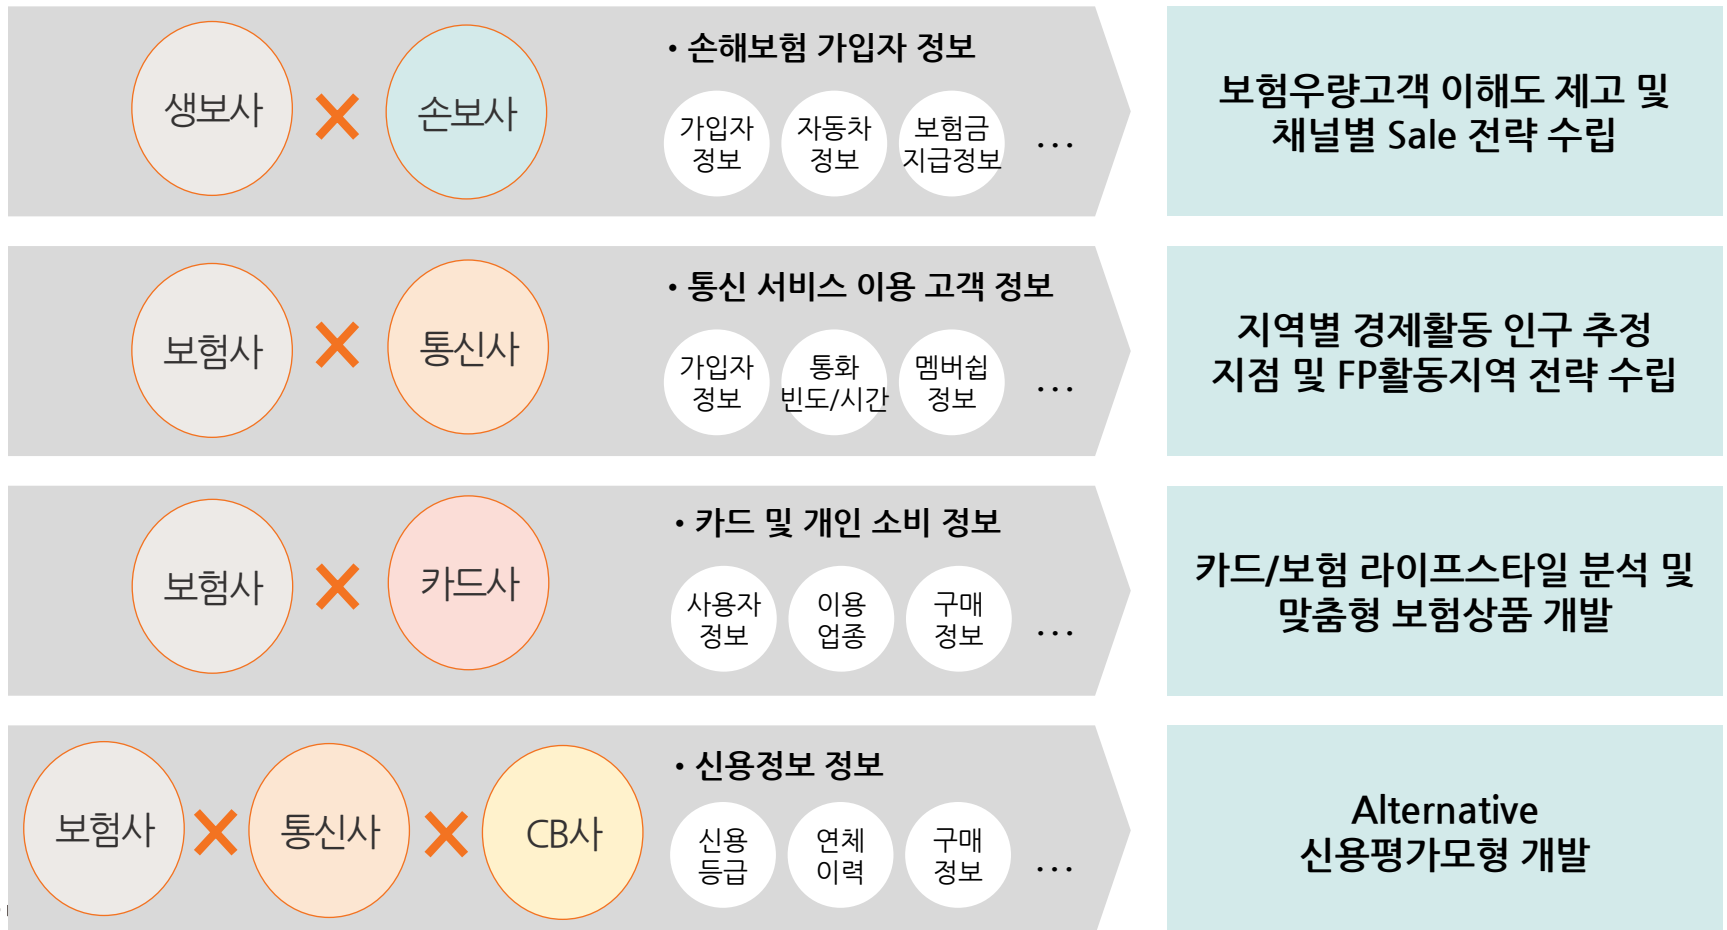 생보사
손보사
• 손해보험 가입자 정보
가입자
정보
자동차
정보
보험금
지급정보
...
보험우량고객 이해도 제고 및
채널별 Sale 전략 수립
보험사
통신사
• 통신 서비스 이용 고객 정보
가입자
정보
통화
빈도/시간
멤버쉽
정보
...
지역별 경제활동 인구 추정
지점 및 FP활동지역 전략 수립
보험사
카드사
• 카드 및 개인 소비 정보
사용자
정보
이용
업종
구매
정보
...
카드/보험 라이프스타일 분석 및
맞춤형 보험상품 개발
보험사
통신사
CB사
• 신용정보 정보
신용
등급
연체
이력
구매
정보
...
Alternative
신용평가모형 개발